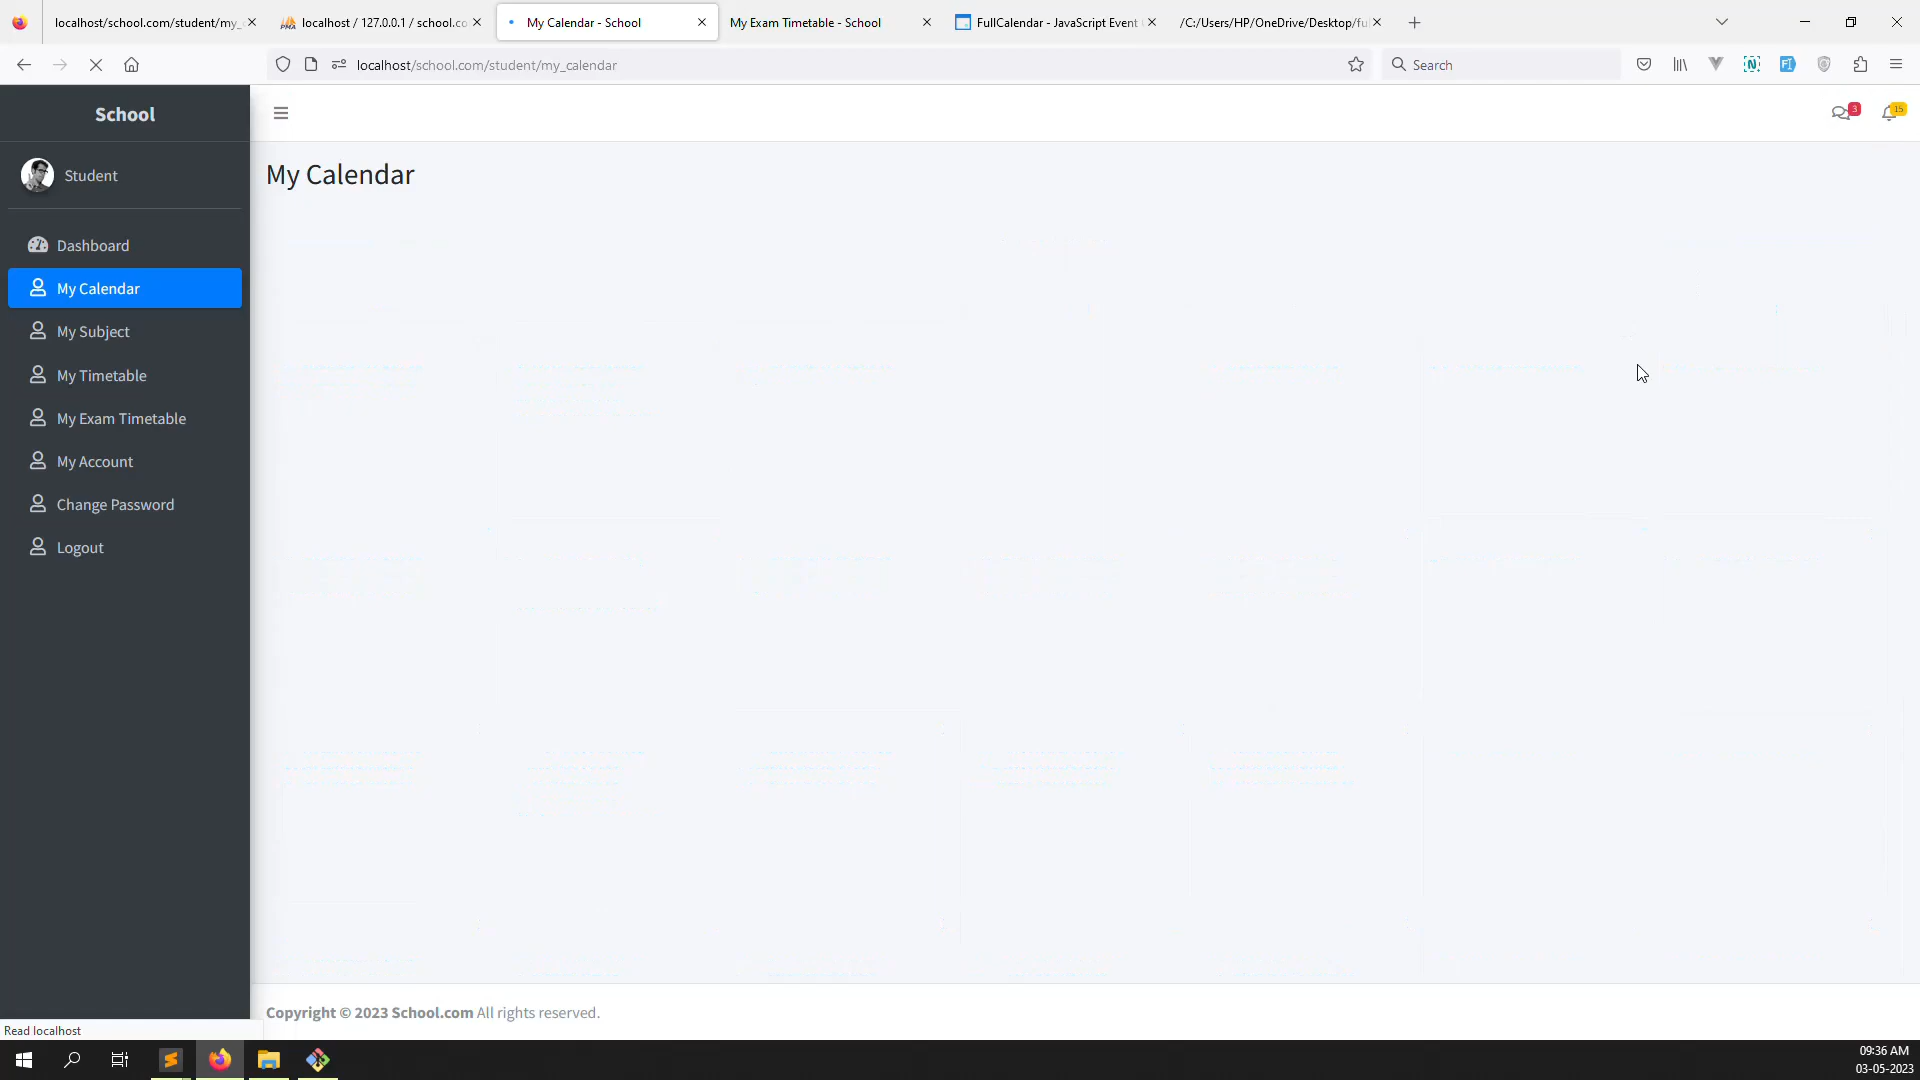 localhost/school.com/student/my_
localhost / 127.0.0.1 / school.co
My Calendar - School
My Exam Timetable - School
FullCalendar - JavaScript Event
/C:/Users/HP/OneDrive/Desktop/fu
localhost/school.com/student/my_calendar
Search
School
3
15
Student
My Calendar
Dashboard
My Calendar
My Subject
My Timetable
My Exam Timetable
My Account
Change Password
Logout
Copyright © 2023 School.com All rights reserved.
Read localhost
09:36 AM
03-05-2023